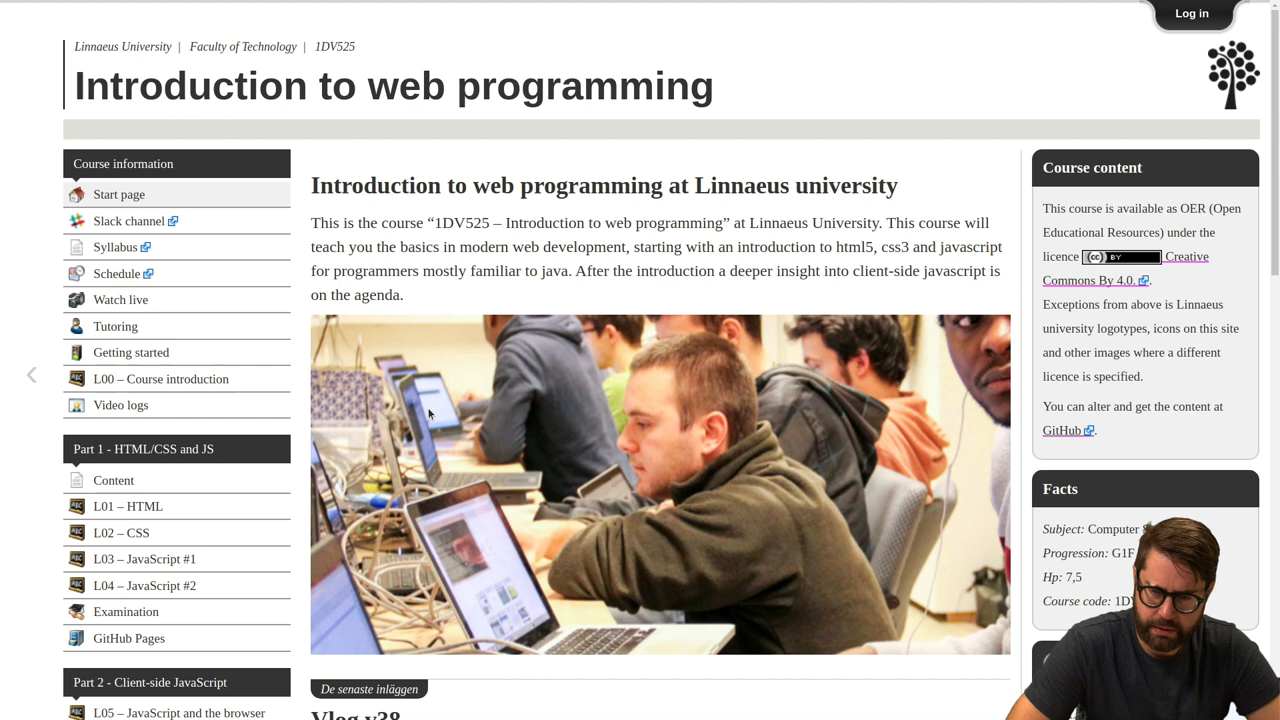 Log in
Linnaeus University | Faculty of Technology | 1DV525
Introduction to web programming
Course information
Start page
Slack channel
Syllabus
Schedule
Watch live
Tutoring
Getting started
L00 – Course introduction
Video logs
Part 1 - HTML/CSS and JS
Content
L01 – HTML
L02 – CSS
L03 – JavaScript #1
L04 – JavaScript #2
Examination
GitHub Pages
Part 2 - Client-side JavaScript
L05 – JavaScript and the browser
Introduction to web programming at Linnaeus university
This is the course “1DV525 – Introduction to web programming” at Linnaeus University. This course will
teach you the basics in modern web development, starting with an introduction to html5, css3 and javascript
for programmers mostly familiar to java. After the introduction a deeper insight into client-side javascript is
on the agenda.
De senaste inläggen
Vlog v38
Course content
This course is available as OER (Open
Educational Resources) under the
licence (cc) BY Creative
Commons By 4.0.
Exceptions from above is Linnaeus
university logotypes, icons on this site
and other images where a different
licence is specified.
You can alter and get the content at
GitHub.
Facts
Subject: Computer
Progression: G1F
Hp: 7,5
Course code: